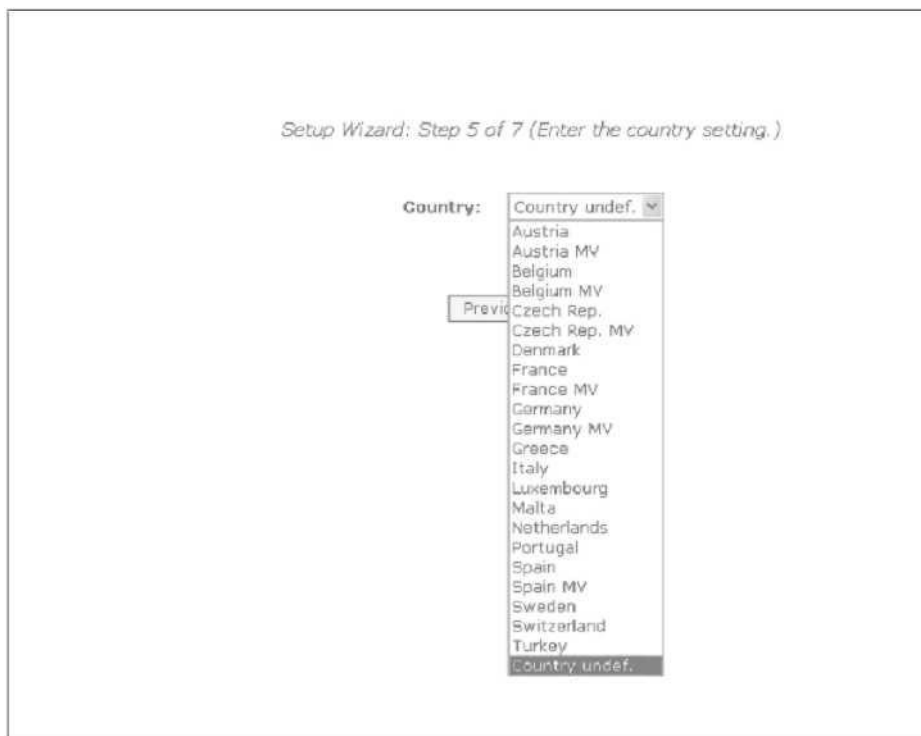 Setup Wizard: Step 5 of 7 (Enter the country setting.)
Country: Country undef.
Austria
Austria MV
Belgium
Belgium MV
Previo
Czech Rep.
Czech Rep. MV
Denmark
France
France MV
Germany
Germany MV
Greece
Italy
Luxembourg
Malta
Netherlands
Portugal
Spain
Spain MV
Sweden
Switzerland
Turkey
Country undef.